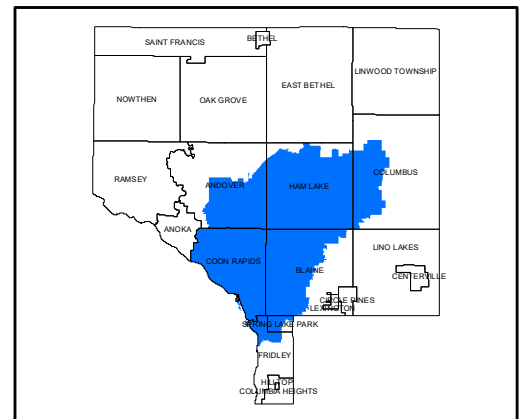 BETHEL
SAINT FRANCIS
LINWOOD TOWNSHIP
EAST BETHEL
NOWTHEN
OAK GROVE
COLUMBUS
RAMSEY
ANDOVER
HAM LAKE
ANOKA
LINO LAKES
COON RAPIDS
BLAINE
CENTERVILLE
CIRCLE PINES
LEXINGTON
SPRING LAKE PARK
FRIDLEY
HILLTOP
COLUMBIA HEIGHTS